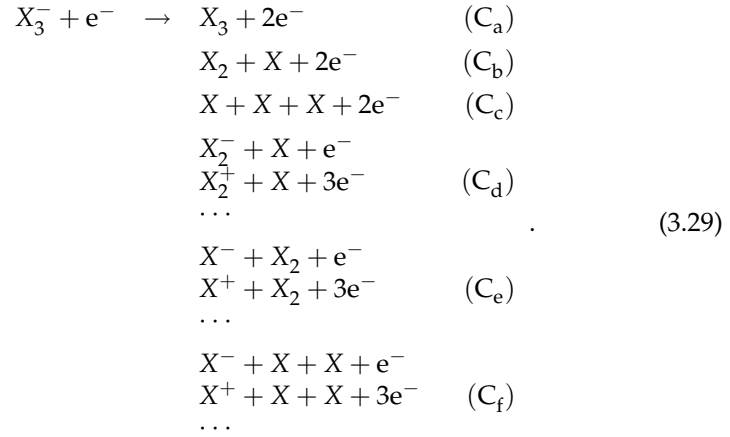 X₃⁻ + e⁻ → X₃ + 2e⁻ (Cₐ)
X₂ + X + 2e⁻ (C_b)
X + X + X + 2e⁻ (C_c)
X₂⁻ + X + e⁻
X₂⁺ + X + 3e⁻ (C_d)
⋯
. (3.29)
X⁻ + X₂ + e⁻
X⁺ + X₂ + 3e⁻ (Cₑ)
⋯
X⁻ + X + X + e⁻
X⁺ + X + X + 3e⁻ (C_f)
⋯